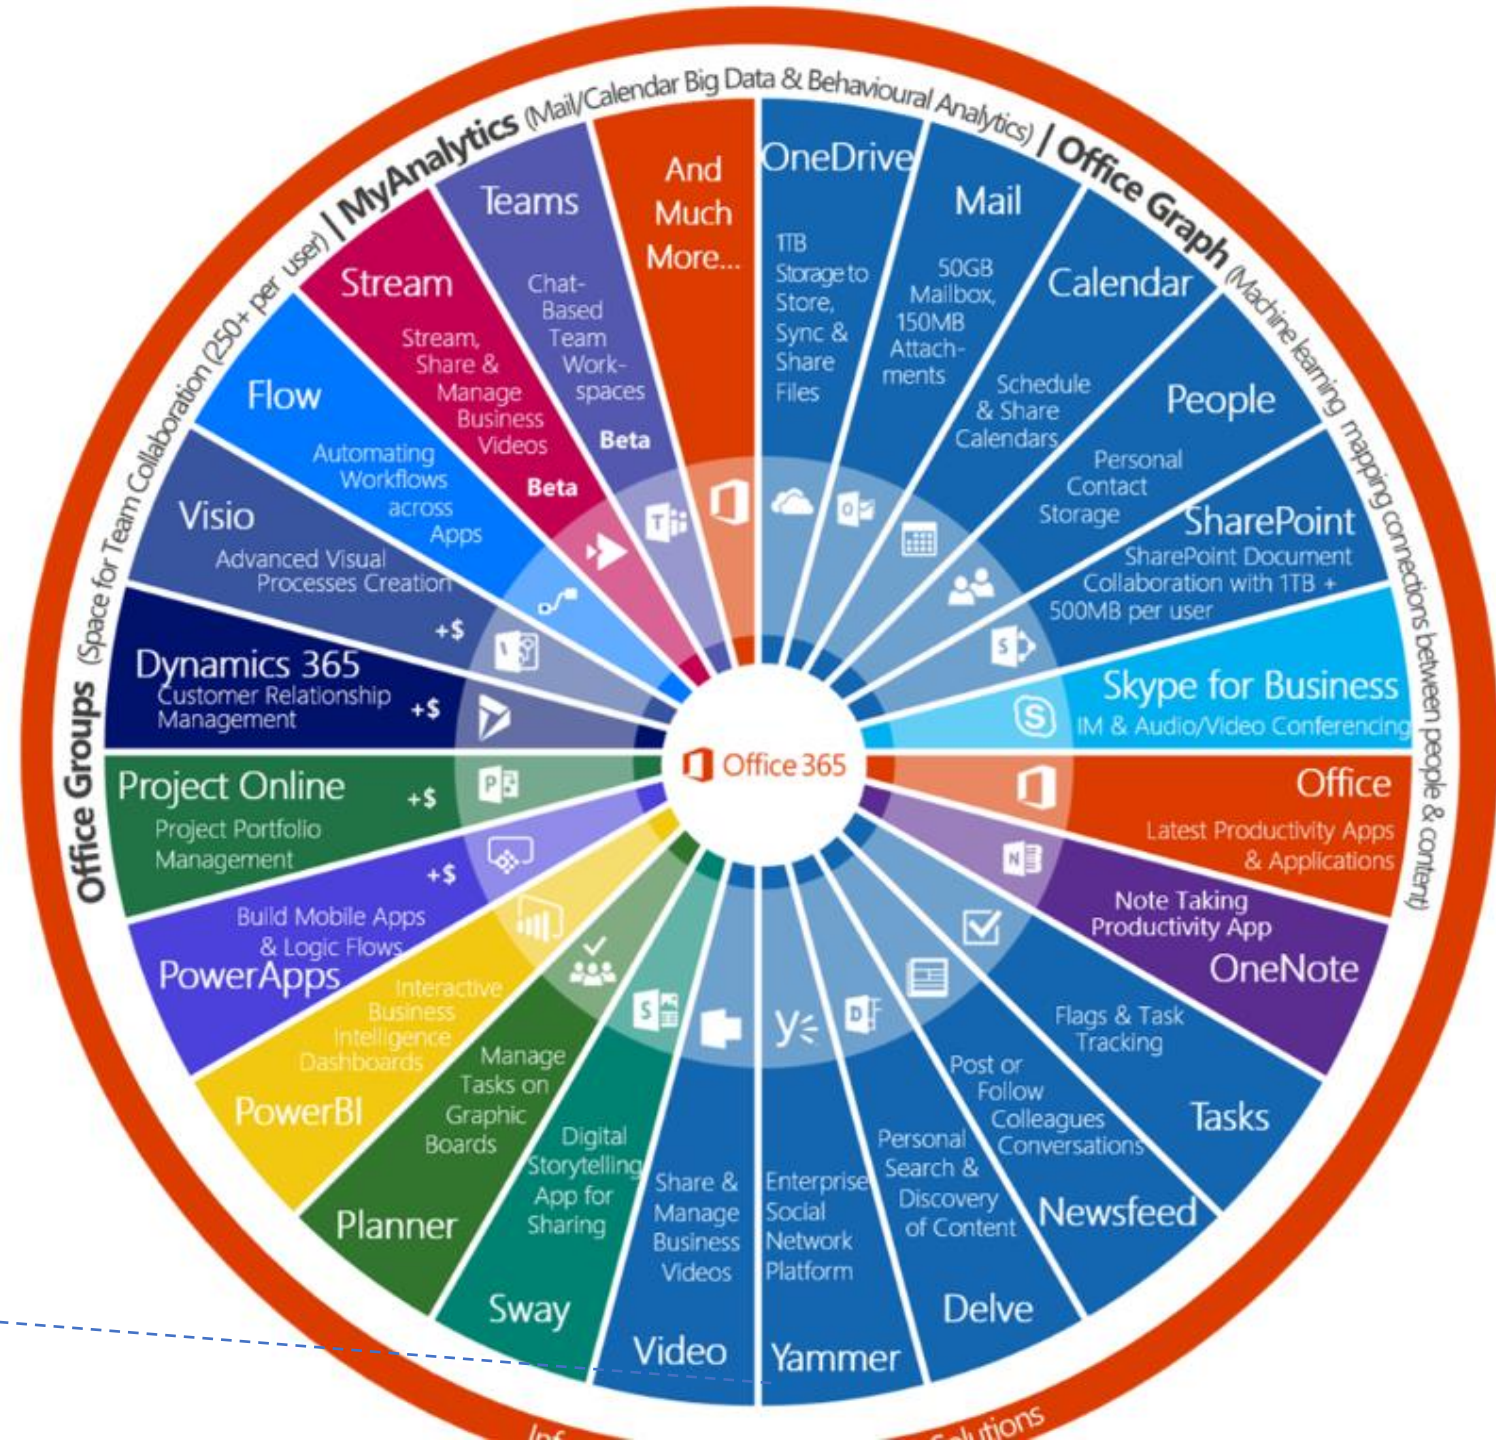 Office Groups (Space for Team Collaboration (250+ per user) | MyAnalytics (Mail/Calendar Big Data & Behavioural Analytics) | Office Graph (Machine learning mapping connections between people & content)
OneDrive
1TB
Storage to
Store,
Sync &
Share
Files
Mail
50GB
Mailbox,
150MB
Attach-
ments
Calendar
Schedule
& Share
Calendars
People
Personal
Contact
Storage
SharePoint
SharePoint Document
Collaboration with 1TB +
500MB per user
Skype for Business
IM & Audio/Video Conferencing
Office
Latest Productivity Apps
& Applications
Note Taking
Productivity App
OneNote
Flags & Task
Tracking
Tasks
Post or
Follow
Colleagues
Conversations
Newsfeed
Personal
Search &
Discovery
of Content
Delve
Enterprise
Social
Network
Platform
Yammer
Share &
Manage
Business
Videos
Video
Digital
Storytelling
App for
Sharing
Sway
Manage
Tasks on
Graphic
Boards
Planner
Interactive
Business
Intelligence
Dashboards
PowerBI
+$
Build Mobile Apps
& Logic Flows
PowerApps
Project Online
+$
Project Portfolio
Management
Dynamics 365
Customer Relationship
Management
+$
Visio
Advanced Visual
Processes Creation
+$
Flow
Automating
Workflows
across
Apps
Stream
Stream,
Share &
Manage
Business
Videos
Beta
Teams
Chat-
Based
Team
Work-
spaces
Beta
And
Much
More...
Office 365
Solutions